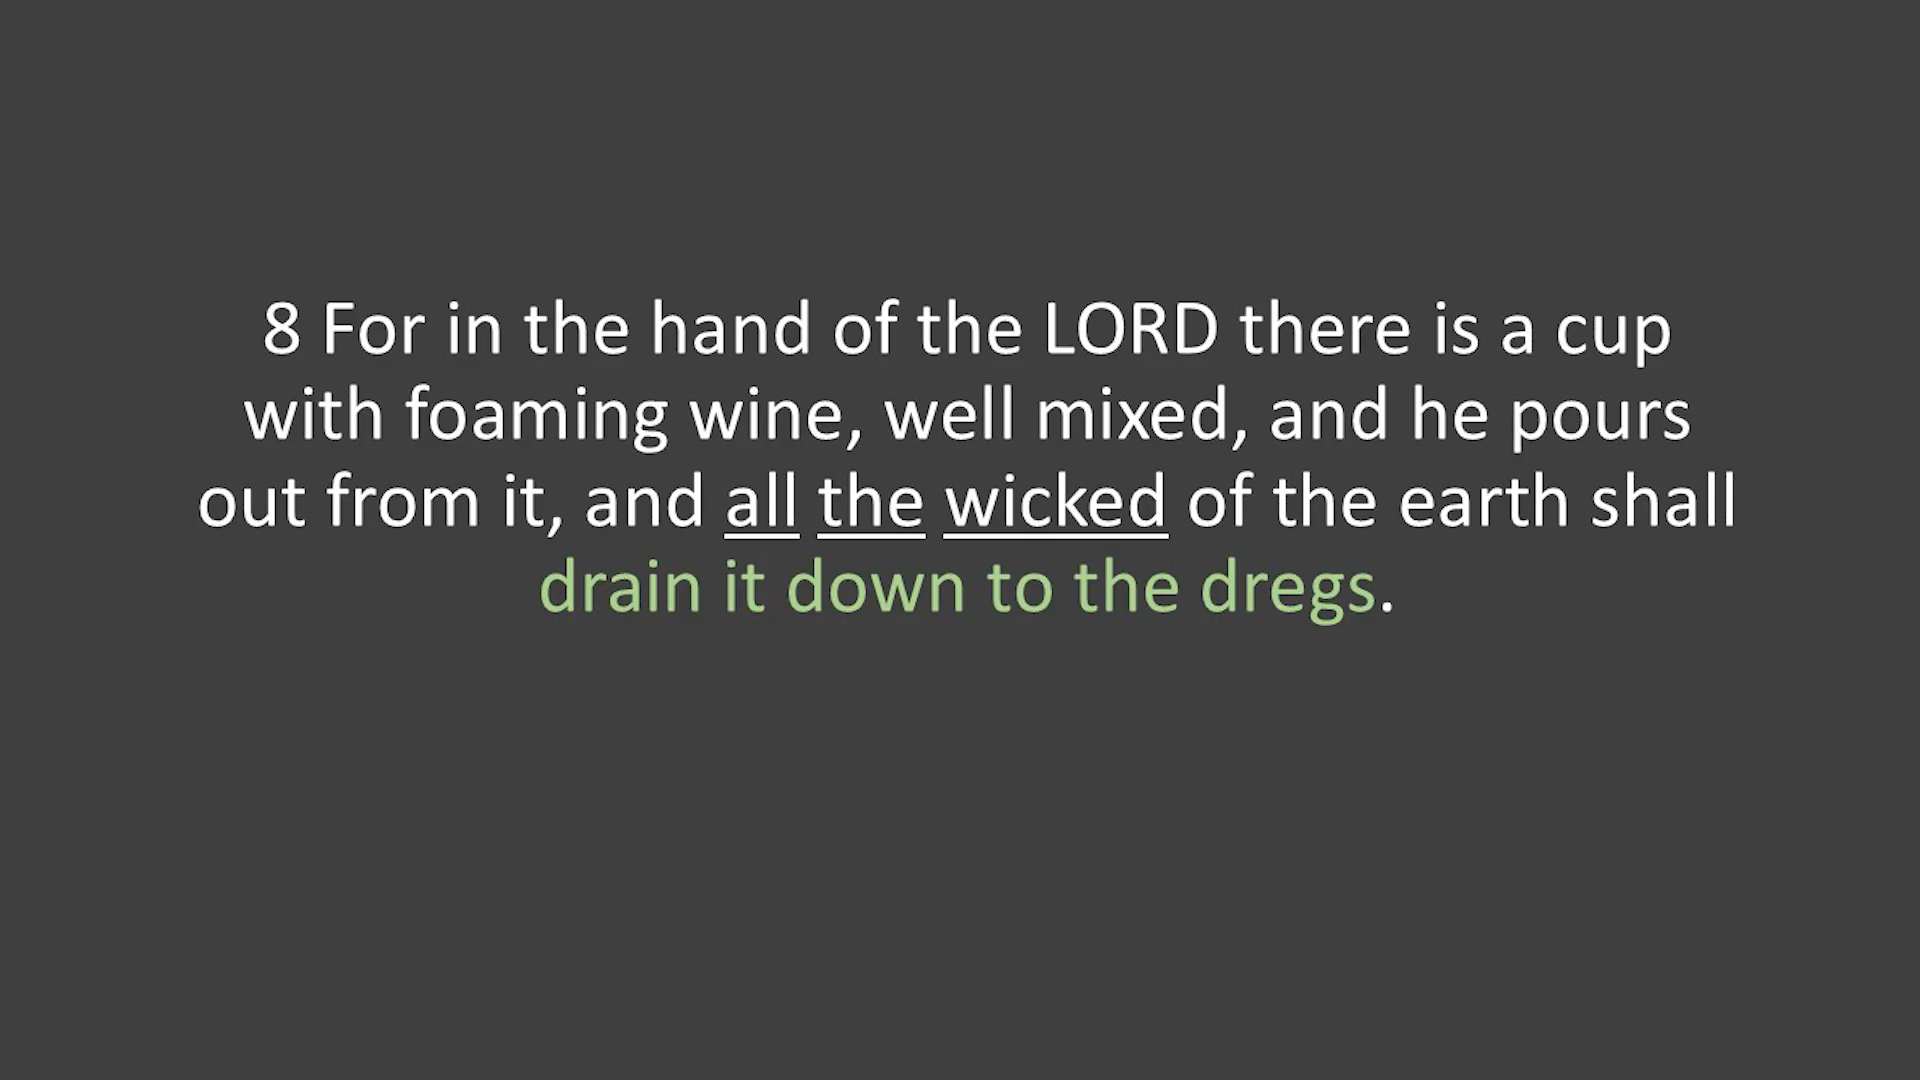 8 For in the hand of the LORD there is a cup
with foaming wine, well mixed, and he pours
out from it, and all the wicked of the earth shall
drain it down to the dregs.